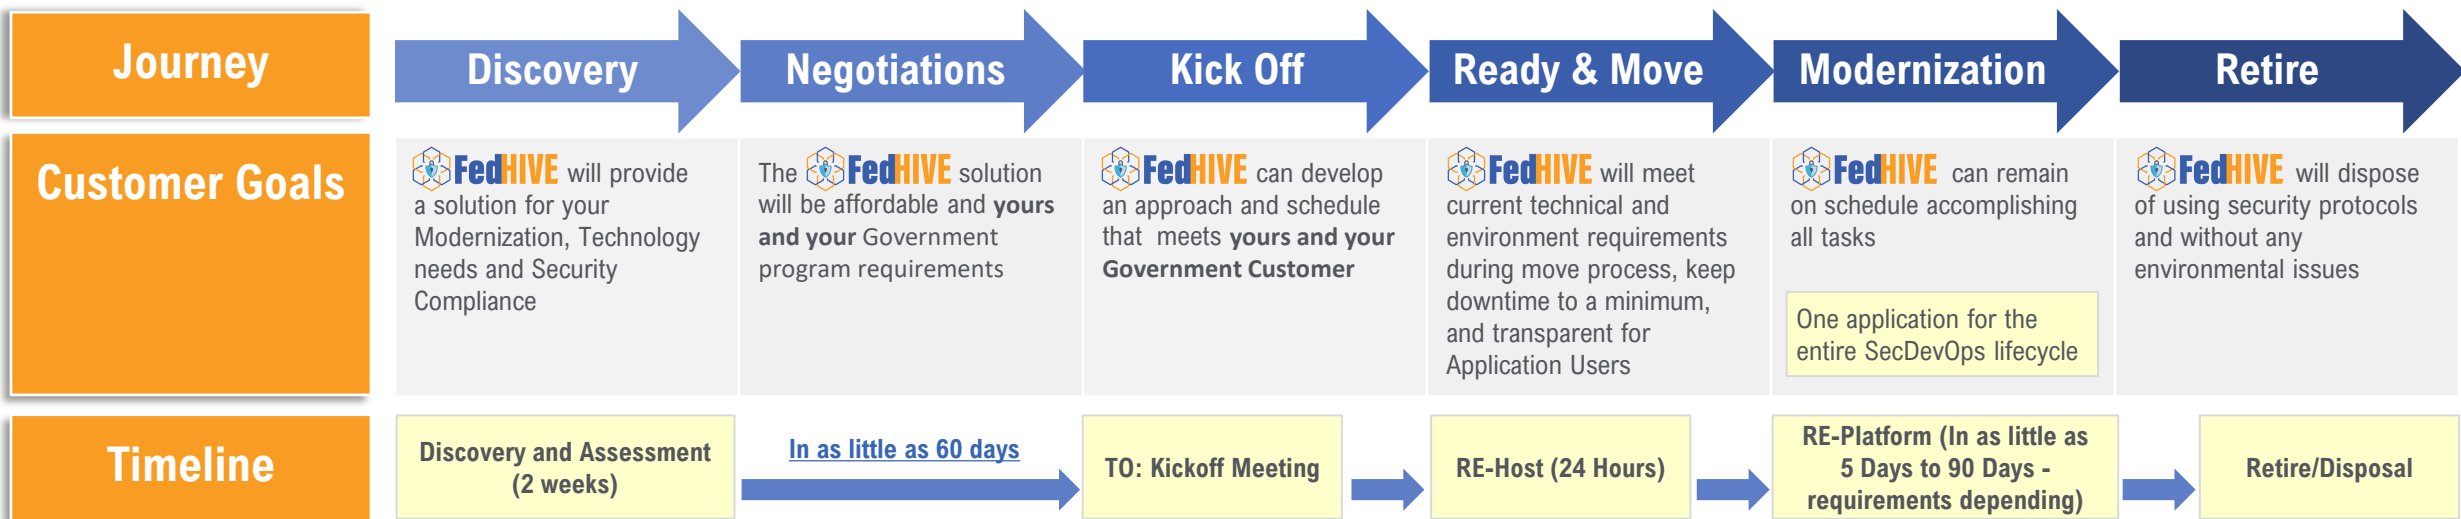 Journey
Discovery
Negotiations
Kick Off
Ready & Move
Modernization
Retire
Customer Goals
FedHIVE will provide
a solution for your
Modernization, Technology
needs and Security
Compliance
The FedHIVE solution
will be affordable and yours
and your Government
program requirements
FedHIVE can develop
an approach and schedule
that meets yours and your
Government Customer
FedHIVE will meet
current technical and
environment requirements
during move process, keep
downtime to a minimum,
and transparent for
Application Users
FedHIVE can remain
on schedule accomplishing
all tasks
One application for the
entire SecDevOps lifecycle
FedHIVE will dispose
of using security protocols
and without any
environmental issues
Timeline
Discovery and Assessment
(2 weeks)
In as little as 60 days
TO: Kickoff Meeting
RE-Host (24 Hours)
RE-Platform (In as little as
5 Days to 90 Days -
requirements depending)
Retire/Disposal